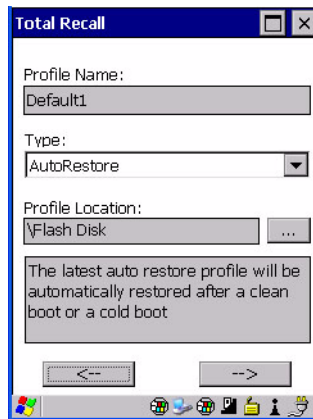 Total Recall
Profile Name:
Default1
Type:
AutoRestore
Profile Location:
\Flash Disk
...
The latest auto restore profile will be
automatically restored after a clean
boot or a cold boot
<--
-->